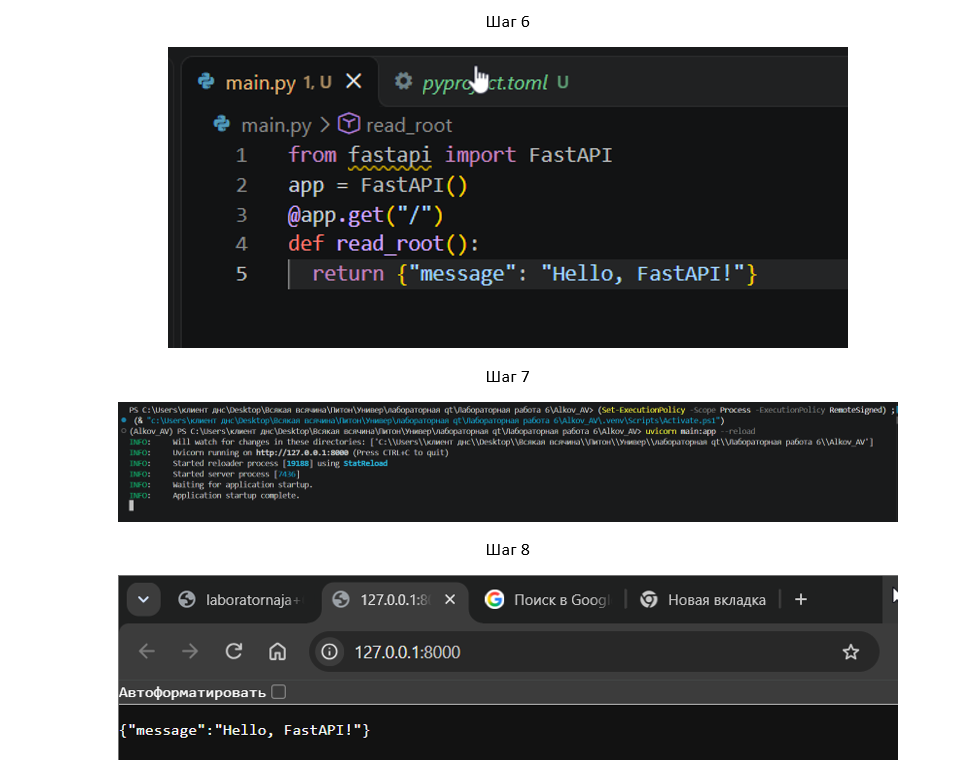 Шаг 6
main.py 1, U pyproject.toml U
main.py > read_root
1 from fastapi import FastAPI
2 app = FastAPI()
3 @app.get("/")
4 def read_root():
5 return {"message": "Hello, FastAPI!"}
Шаг 7
PS C:\Users\клиент днс\Desktop\Всякая всячина\Питон\Универ\лабораторная qt\Лабораторная работа 6\Alkov_AV> (Set-ExecutionPolicy -Scope Process -ExecutionPolicy RemoteSigned) ;
(& "c:\Users\клиент днс\Desktop\Всякая всячина\Питон\Универ\лабораторная qt\Лабораторная работа 6\Alkov_AV\.venv\Scripts\Activate.ps1")
(Alkov_AV) PS C:\Users\клиент днс\Desktop\Всякая всячина\Питон\Универ\лабораторная qt\Лабораторная работа 6\Alkov_AV> uvicorn main:app --reload
INFO: Will watch for changes in these directories: ['C:\\Users\\клиент днс\\Desktop\\Всякая всячина\\Питон\\Универ\\лабораторная qt\\Лабораторная работа 6\\Alkov_AV']
INFO: Uvicorn running on http://127.0.0.1:8000 (Press CTRL+C to quit)
INFO: Started reloader process [19188] using StatReload
INFO: Started server process [7436]
INFO: Waiting for application startup.
INFO: Application startup complete.
Шаг 8
laboratornaja+ 127.0.0.1:80 Поиск в Googl Новая вкладка
127.0.0.1:8000
Автоформатировать
{"message":"Hello, FastAPI!"}